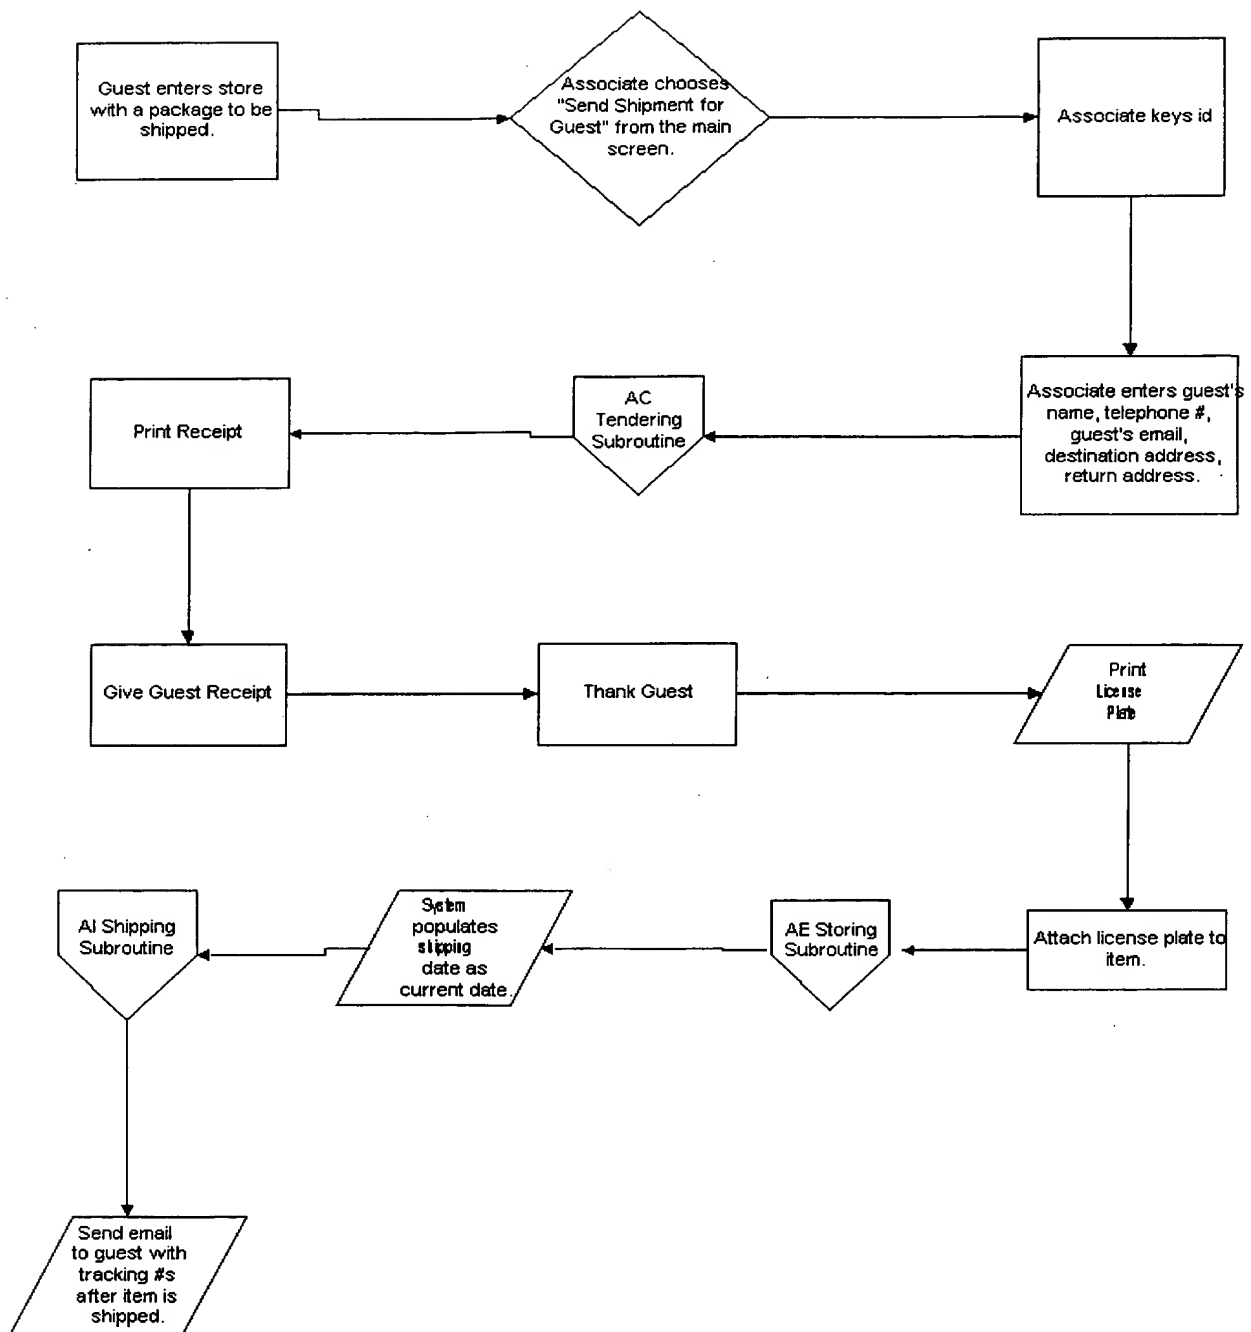 Guest enters store
with a package to be
shipped.
Associate chooses
"Send Shipment for
Guest" from the main
screen.
Associate keys id
Associate enters guest's
name, telephone #,
guest's email,
destination address,
return address.
AC
Tendering
Subroutine
Print Receipt
Give Guest Receipt
Thank Guest
Print
License
Plate
Attach license plate to
item.
AE Storing
Subroutine
System
populates
shipping
date as
current date.
AI Shipping
Subroutine
Send email
to guest with
tracking #s
after item is
shipped.